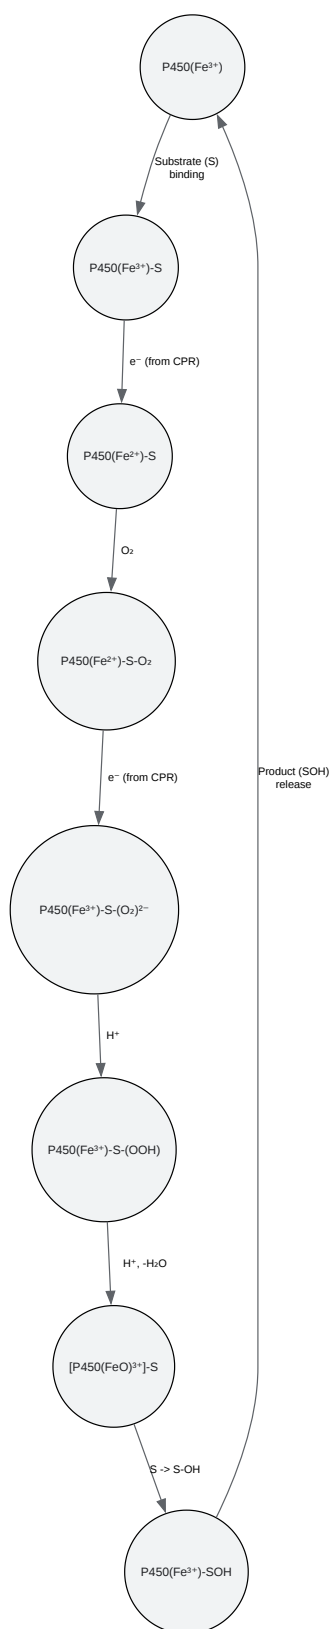 P450(Fe³⁺)
Substrate (S)
binding
P450(Fe³⁺)-S
e⁻ (from CPR)
P450(Fe²⁺)-S
O₂
P450(Fe²⁺)-S-O₂
e⁻ (from CPR)
Product (SOH)
release
P450(Fe³⁺)-S-(O₂)²⁻
H⁺
P450(Fe³⁺)-S-(OOH)
H⁺, -H₂O
[P450(FeO)³⁺]-S
S -> S-OH
P450(Fe³⁺)-SOH